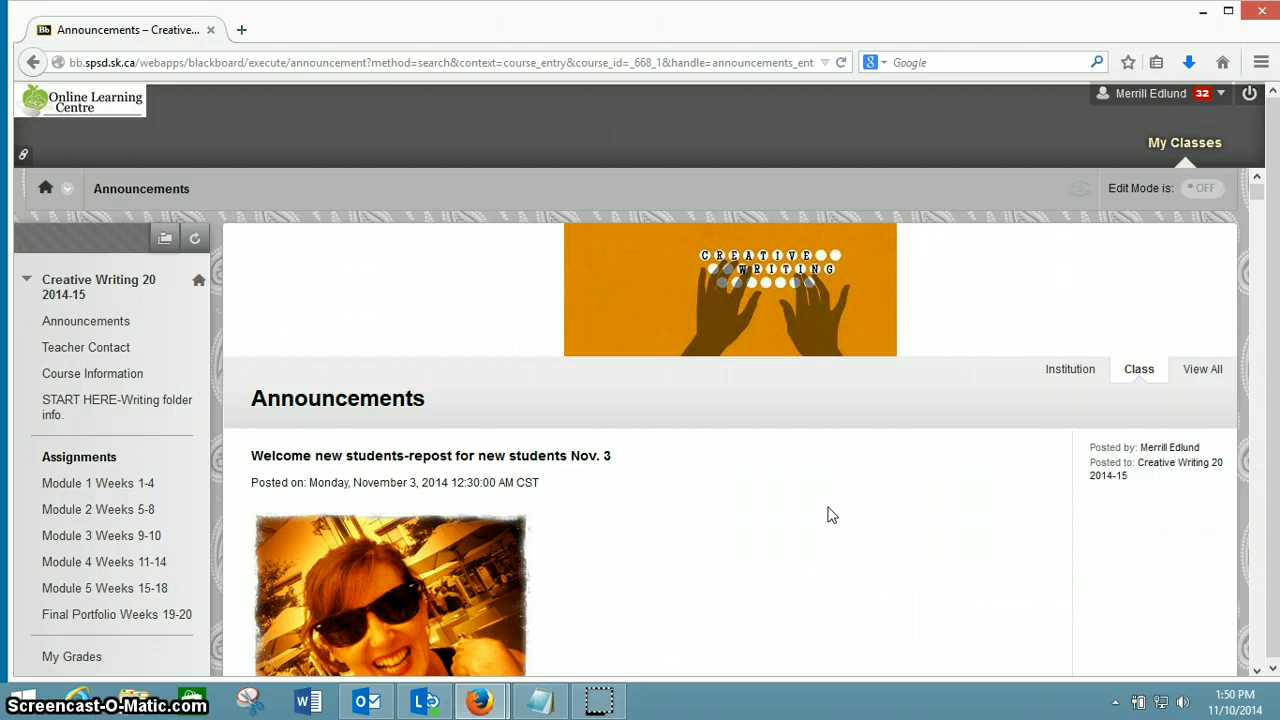 Bb Announcements – Creative...
bb.spsd.sk.ca/webapps/blackboard/execute/announcement?method=search&context=course_entry&course_id=_668_1&handle=announcements_ent
Google
Online Learning
Centre
Merrill Edlund 32
My Classes
Announcements
Edit Mode is: OFF
CREATIVE
WRITING
Creative Writing 20
2014-15
Announcements
Teacher Contact
Course Information
START HERE-Writing folder
info.
Assignments
Module 1 Weeks 1-4
Module 2 Weeks 5-8
Module 3 Weeks 9-10
Module 4 Weeks 11-14
Module 5 Weeks 15-18
Final Portfolio Weeks 19-20
My Grades
Institution
Class
View All
Announcements
Welcome new students-repost for new students Nov. 3
Posted on: Monday, November 3, 2014 12:30:00 AM CST
Posted by: Merrill Edlund
Posted to: Creative Writing 20
2014-15
Screencast-O-Matic.com
1:50 PM
11/10/2014